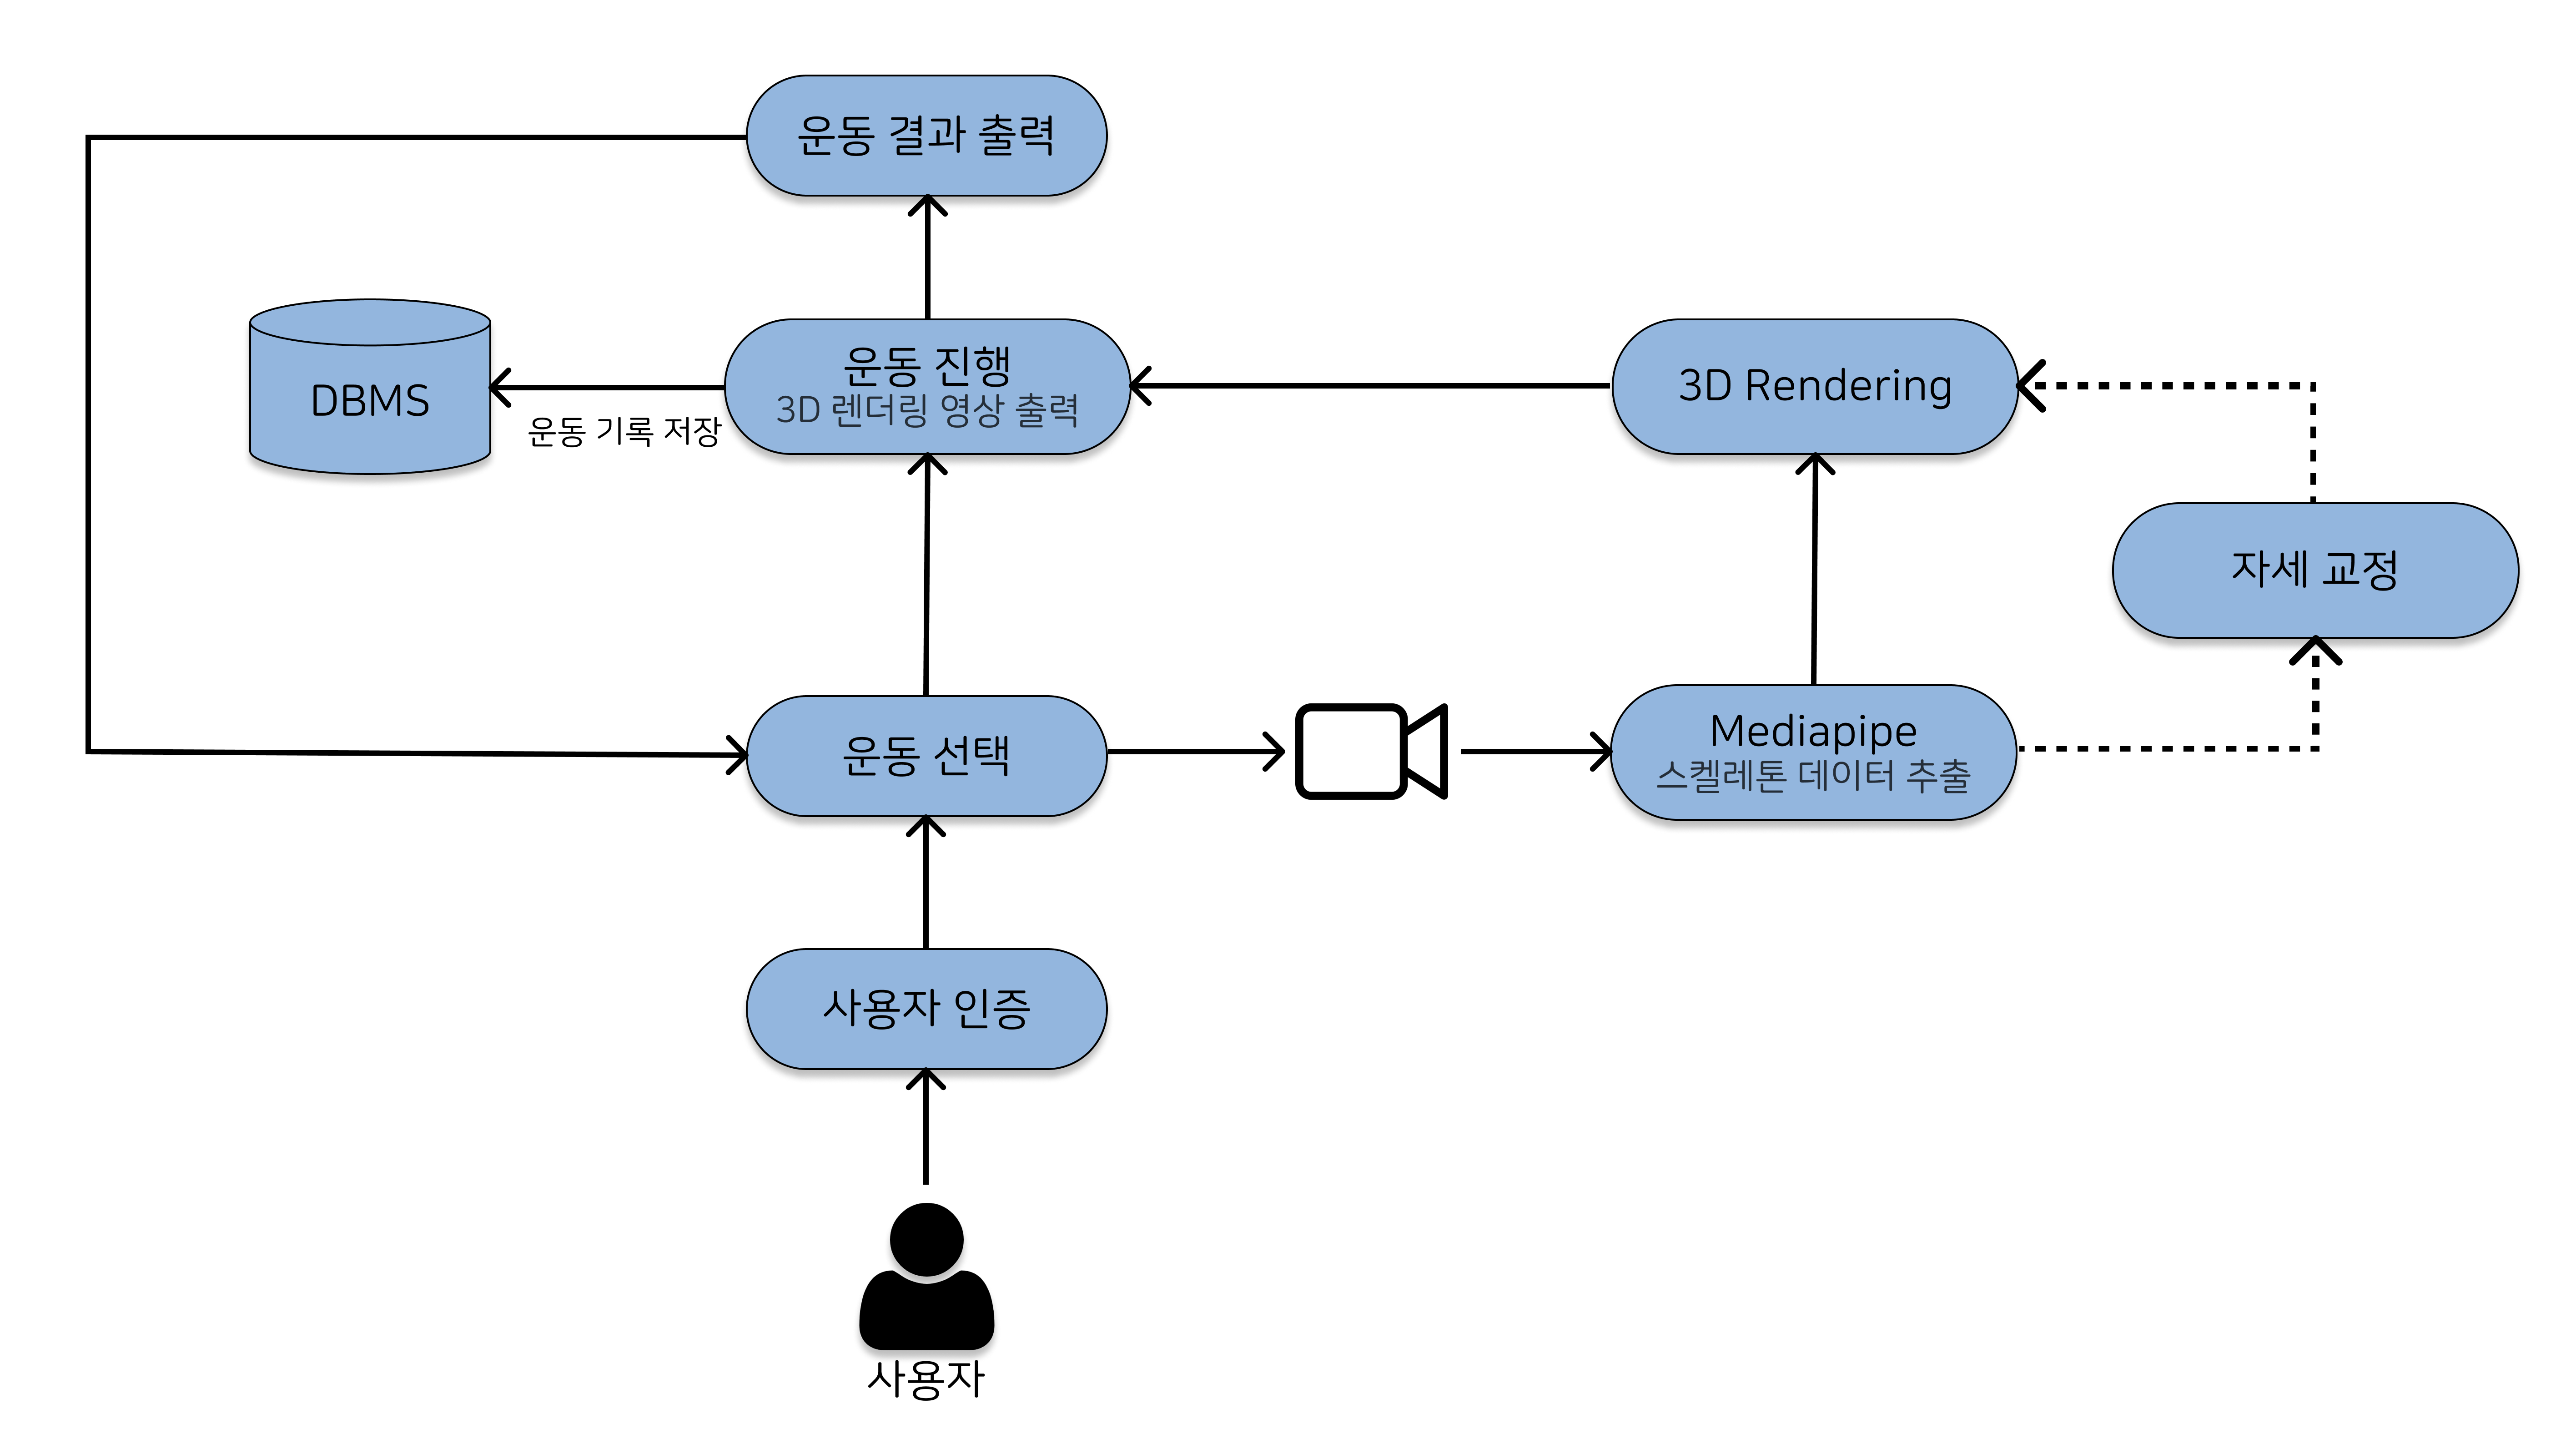 운동 결과 출력
DBMS
운동 기록 저장
운동 진행
3D 렌더링 영상 출력
3D Rendering
자세 교정
운동 선택
Mediapipe
스켈레톤 데이터 추출
사용자 인증
사용자